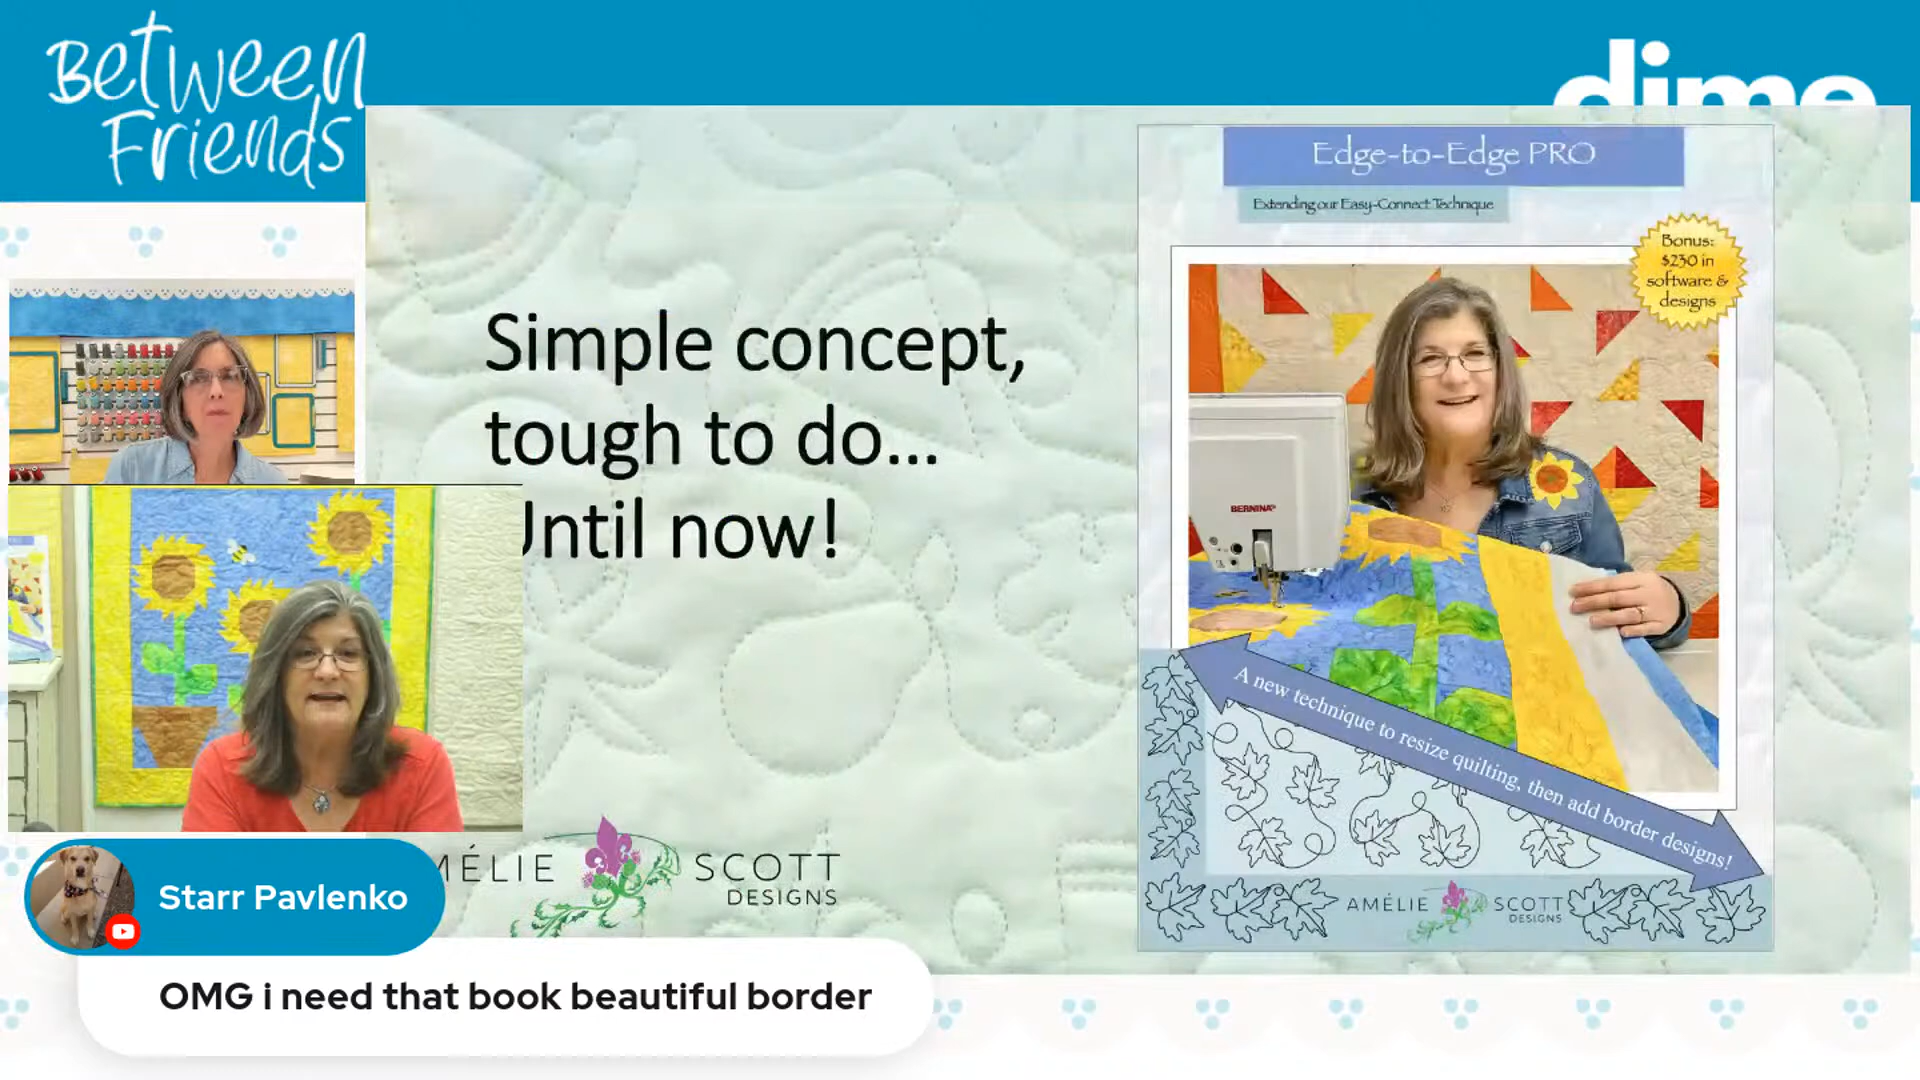 Between
Friends
dime
Edge-to-Edge PRO
Extending our Easy-Connect Technique
Bonus:
$230 in
software &
designs
Simple concept,
tough to do...
Until now!
BERNINA
A new technique to resize quilting, then add border designs!
AMÉLIE SCOTT
DESIGNS
AMÉLIE SCOTT
DESIGNS
Starr Pavlenko
OMG i need that book beautiful border